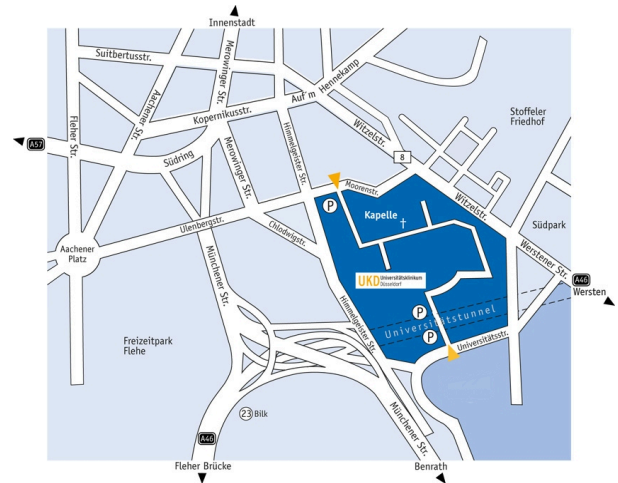 Innenstadt
Suitbertusstr.
Merowinger Str.
Auf'm Hennekamp
Aachener Str.
Kopernikusstr.
Stoffeler
Friedhof
Fleher Str.
Witzelstr.
A57
Himmelgeister Str.
8
Südring
Merowinger Str.
Moorenstr.
P
Kapelle
Witzelstr.
Ulenbergstr.
Chlodwigstr.
Südpark
Aachener
Platz
Münchener Str.
Werstener Str.
UKD Universitätsklinikum
Düsseldorf
A46
Wersten
Himmelgeister Str.
P
Universitätstunnel
P
Universitätsstr.
Freizeitpark
Flehe
Münchener Str.
23 Bilk
A46
Fleher Brücke
Benrath